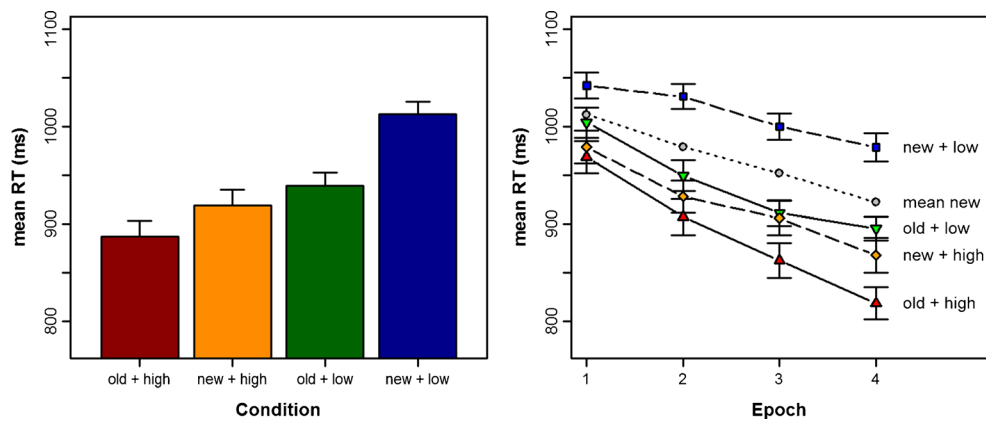 1100
1000
900
800
mean RT (ms)
old + high
new + high
old + low
new + low
Condition
1100
1000
900
800
mean RT (ms)
new + low
mean new
old + low
new + high
old + high
1
2
3
4
Epoch